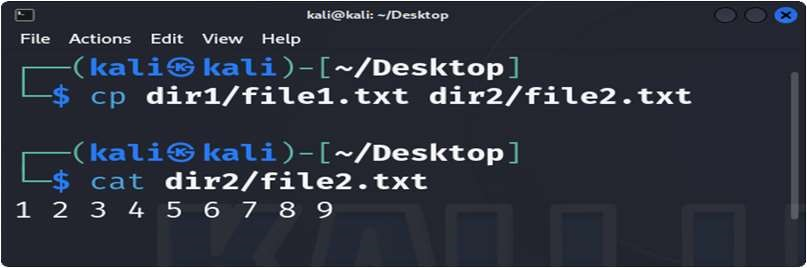 kali@kali: ~/Desktop
File Actions Edit View Help
┌──(kali㉿kali)-[~/Desktop]
└─$ cp dir1/file1.txt dir2/file2.txt
┌──(kali㉿kali)-[~/Desktop]
└─$ cat dir2/file2.txt
1 2 3 4 5 6 7 8 9